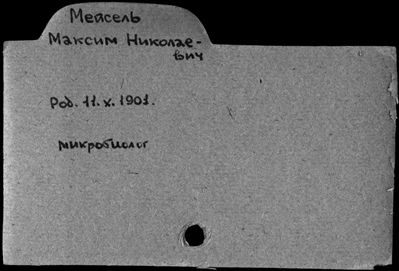 Мейсель
Максим Николае-
вич
Род. 11.X.1901.
микробиолог